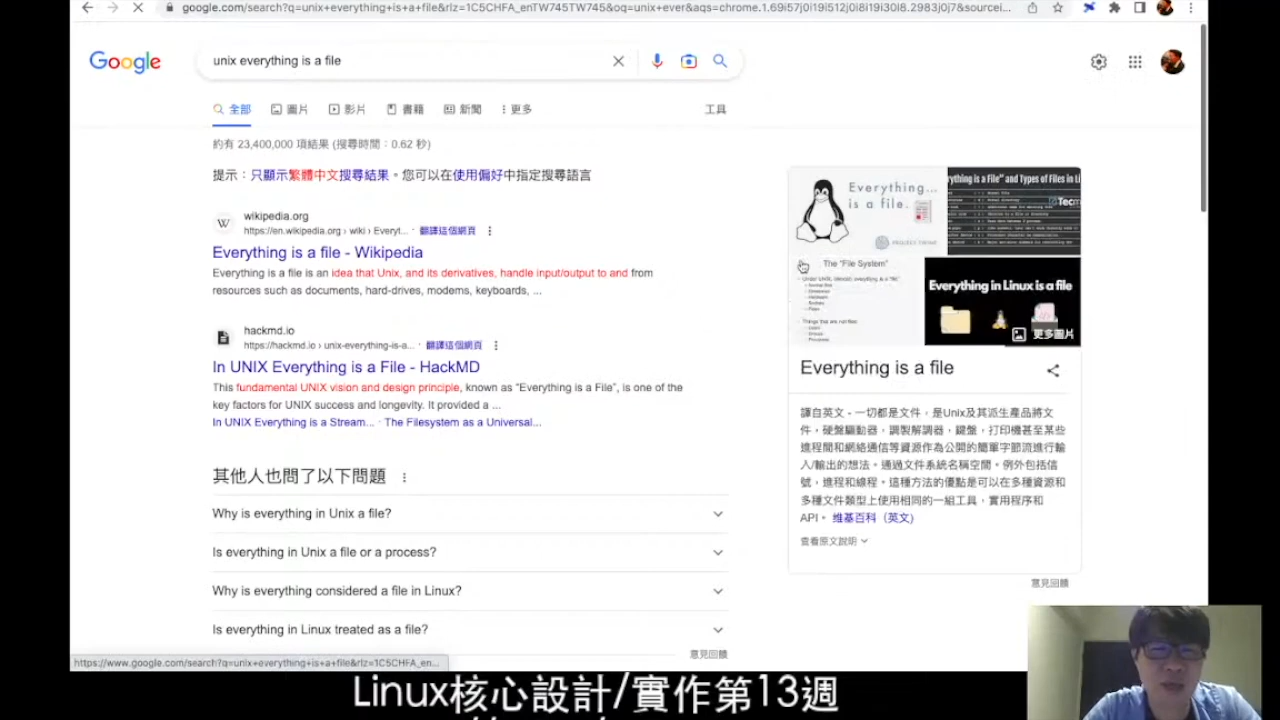 google.com/search?q=unix+everything+is+a+file&rlz=1C5CHFA_enTW745TW745&oq=unix+ever&aqs=chrome.1.69i57j0i19i512j0i8i19i30l8.2983j0j7&sourcei...
Google
unix everything is a file
全部
圖片
影片
書籍
新聞
更多
工具
約有 23,400,000 項結果 (搜尋時間：0.62 秒)
提示：只顯示繁體中文搜尋結果。您可以在使用偏好中指定搜尋語言
wikipedia.org
https://en.wikipedia.org › wiki › Everyt... · 翻譯這個網頁
Everything is a file - Wikipedia
Everything is a file is an idea that Unix, and its derivatives, handle input/output to and from
resources such as documents, hard-drives, modems, keyboards, ...
hackmd.io
https://hackmd.io › unix-everything-is-a... · 翻譯這個網頁
In UNIX Everything is a File - HackMD
This fundamental UNIX vision and design principle, known as "Everything is a File", is one of the
key factors for UNIX success and longevity. It provided a ...
In UNIX Everything is a Stream... · The Filesystem as a Universal...
其他人也問了以下問題
Why is everything in Unix a file?
Is everything in Unix a file or a process?
Why is everything considered a file in Linux?
Is everything in Linux treated as a file?
意見回饋
Everything...
is a file.
rything is a File" and Types of Files in Li
Tecm
The "File System"
Everything in Linux is a file
更多圖片
Everything is a file
譯自英文 - 一切都是文件，是Unix及其派生產品將文
件，硬盤驅動器，調製解調器，鍵盤，打印機甚至某些
進程間和網絡通信等資源作為公開的簡單字節流進行輸
入/輸出的想法。通過文件系統名稱空間。例外包括信
號，進程和線程。這種方法的優點是可以在多種資源和
多種文件類型上使用相同的一組工具，實用程序和
API。 維基百科（英文）
查看原文說明
意見回饋
https://www.google.com/search?q=unix+everything+is+a+file&rlz=1C5CHFA_en...
Linux核心設計/實作第13週